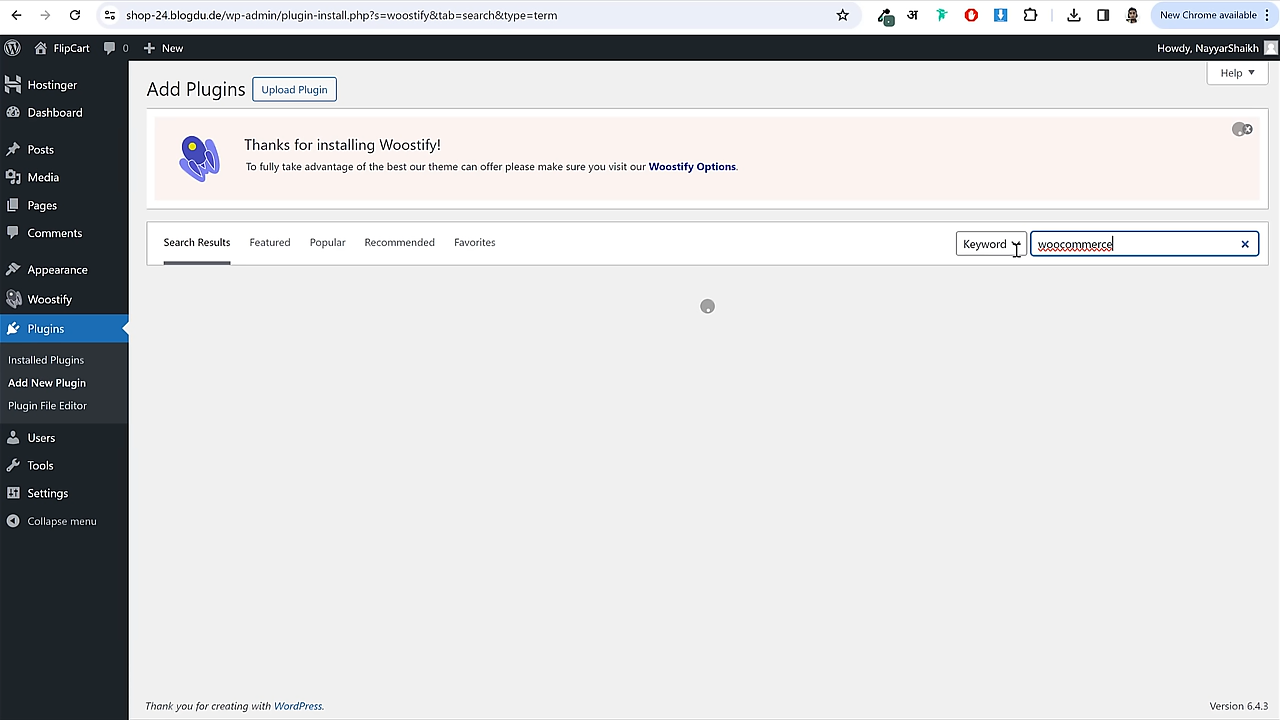 shop-24.blogdu.de/wp-admin/plugin-install.php?s=woostify&tab=search&type=term
अ
New Chrome available
FlipCart
0
New
Howdy, NayyarShaikh
Hostinger
Dashboard
Posts
Media
Pages
Comments
Appearance
Woostify
Plugins
Installed Plugins
Add New Plugin
Plugin File Editor
Users
Tools
Settings
Collapse menu
Help
Add Plugins
Upload Plugin
Thanks for installing Woostify!
To fully take advantage of the best our theme can offer please make sure you visit our Woostify Options.
Search Results
Featured
Popular
Recommended
Favorites
Keyword
woocommerce
Thank you for creating with WordPress.
Version 6.4.3